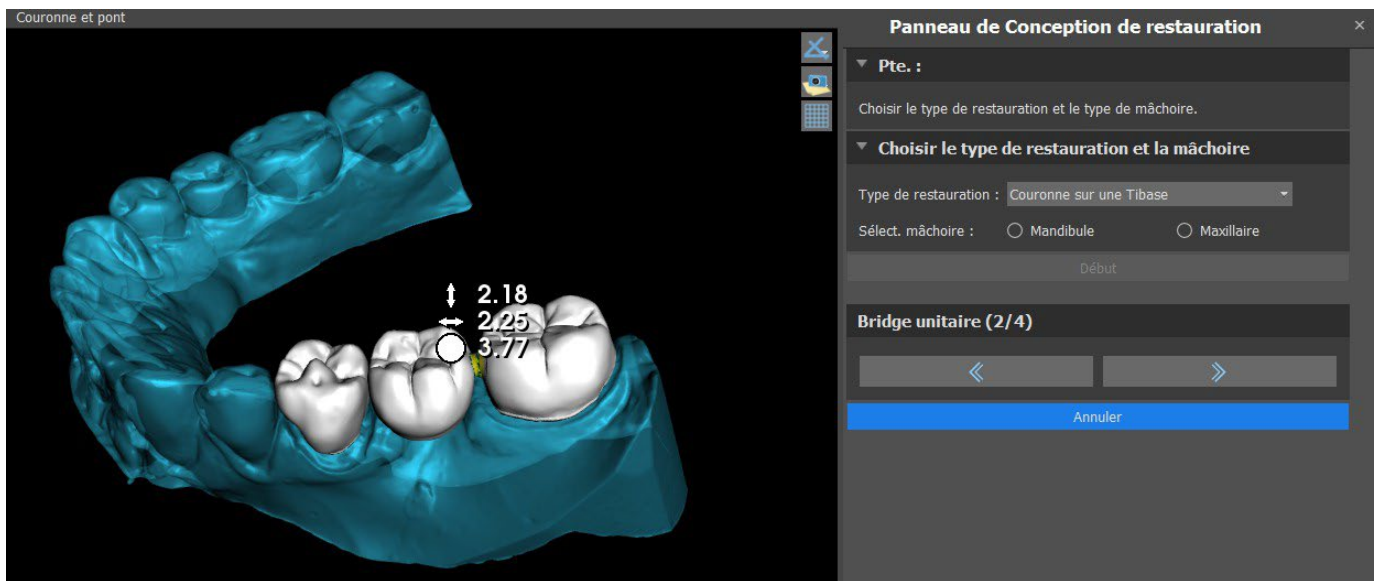 Couronne et pont
2.18
2.25
3.77
Panneau de Conception de restauration
Pte. :
Choisir le type de restauration et le type de mâchoire.
Choisir le type de restauration et la mâchoire
Type de restauration : Couronne sur une Tibase
Sélect. mâchoire : Mandibule Maxillaire
Début
Bridge unitaire (2/4)
Annuler